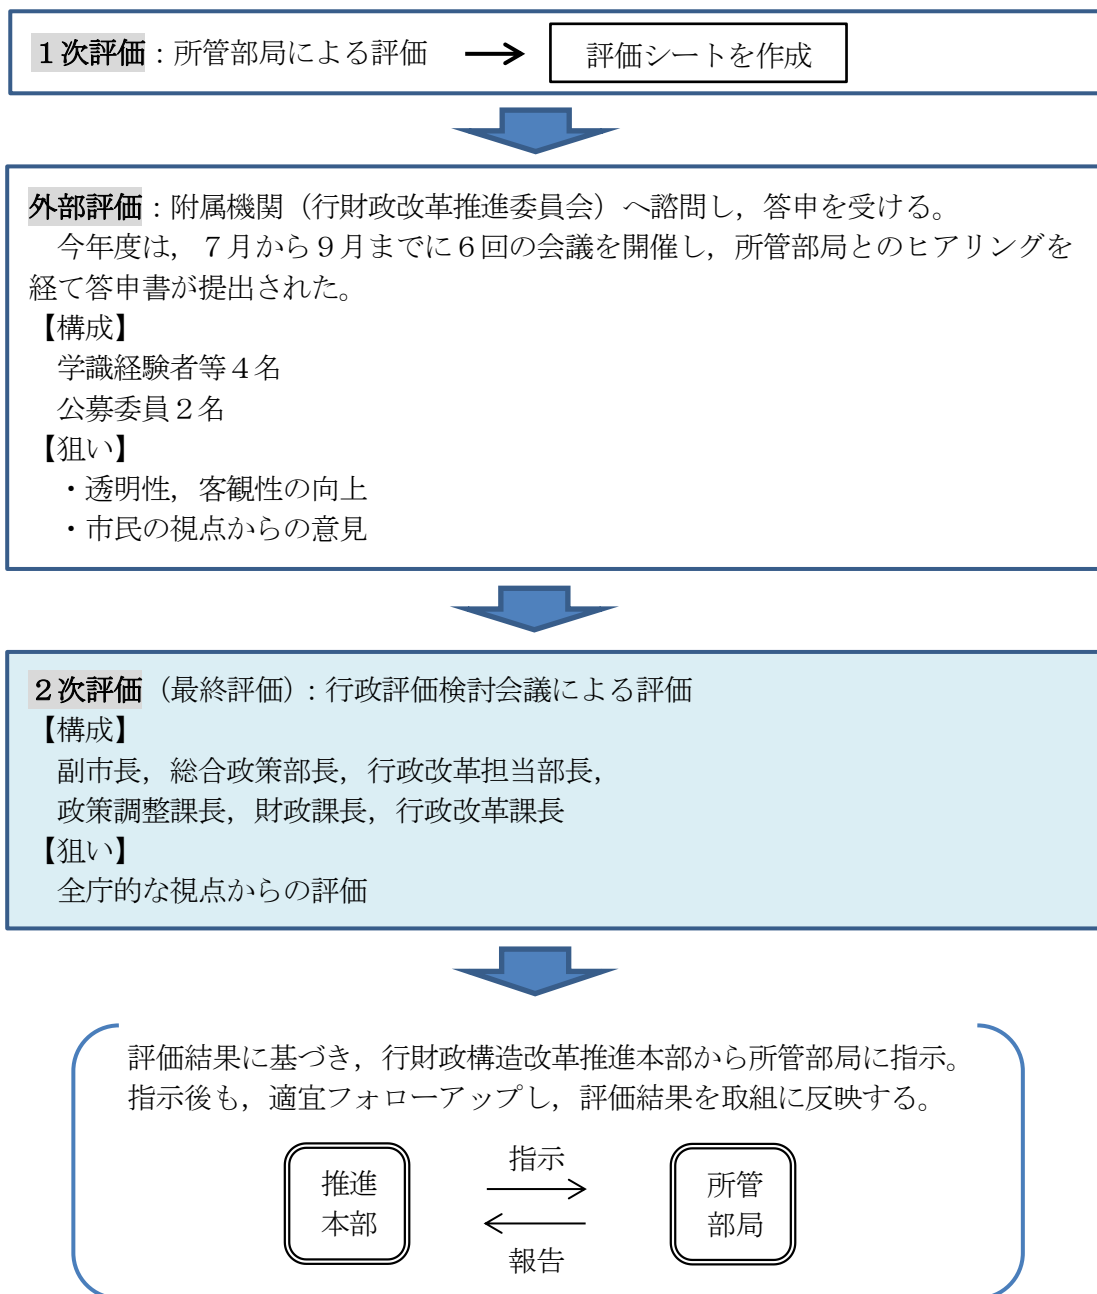 １次評価：所管部局による評価
評価シートを作成
外部評価：附属機関（行財政改革推進委員会）へ諮問し，答申を受ける。
今年度は，７月から９月までに６回の会議を開催し，所管部局とのヒアリングを
経て答申書が提出された。
【構成】
学識経験者等４名
公募委員２名
【狙い】
・透明性，客観性の向上
・市民の視点からの意見
２次評価（最終評価）：行政評価検討会議による評価
【構成】
副市長，総合政策部長，行政改革担当部長，
政策調整課長，財政課長，行政改革課長
【狙い】
全庁的な視点からの評価
評価結果に基づき，行財政構造改革推進本部から所管部局に指示。
指示後も，適宜フォローアップし，評価結果を取組に反映する。
推進
本部
指示
報告
所管
部局